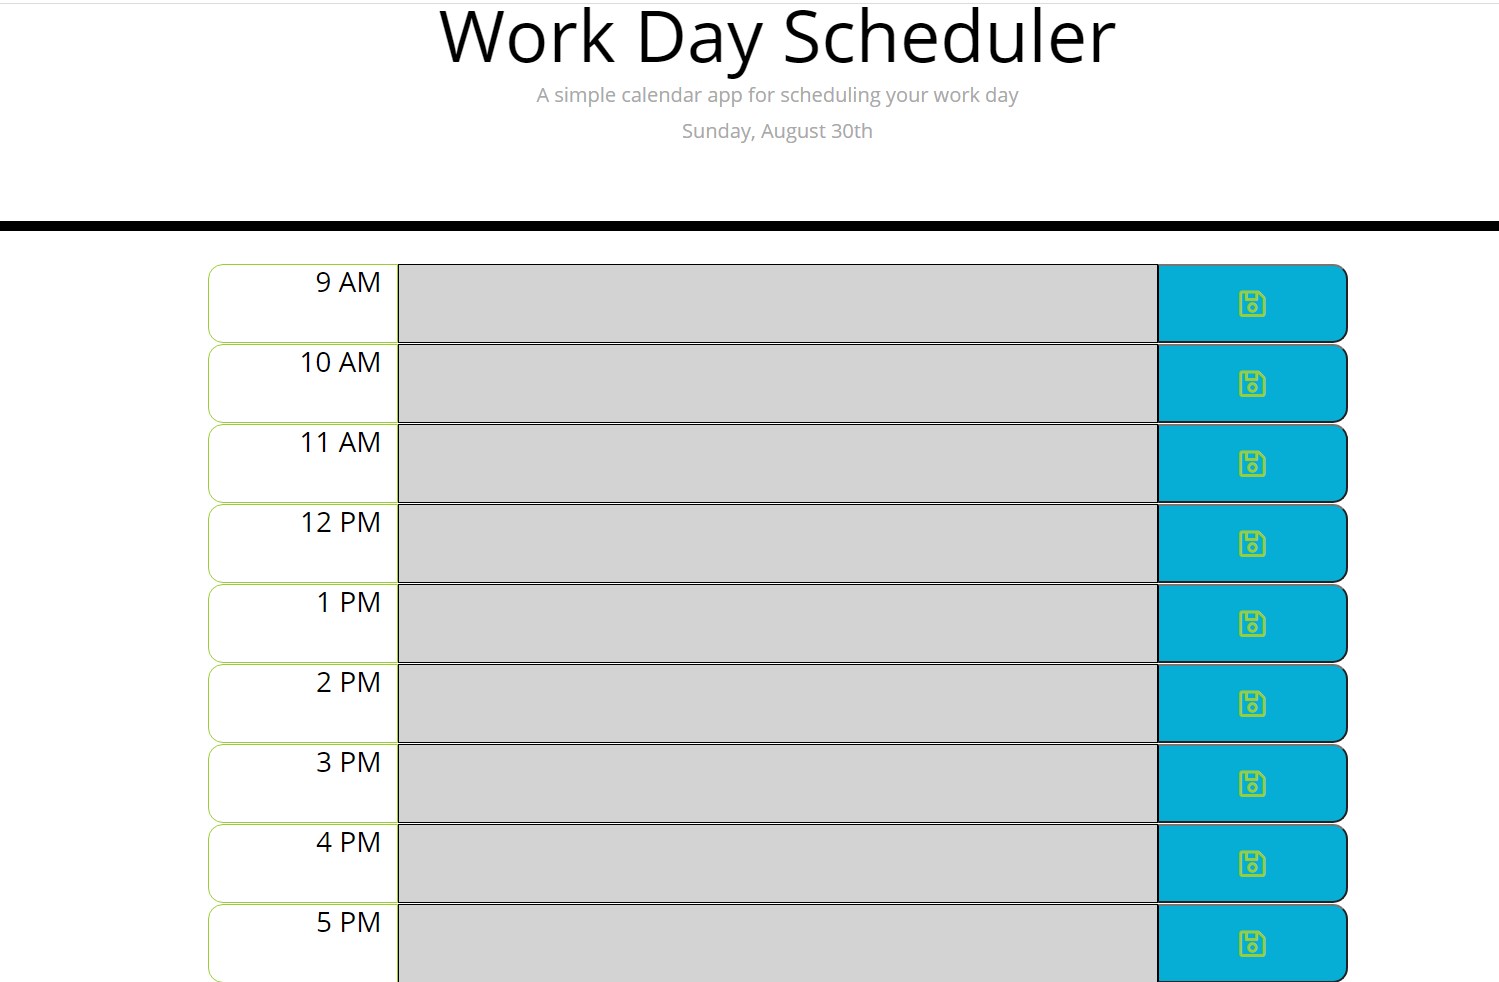 Work Day Scheduler
A simple calendar app for scheduling your work day
Sunday, August 30th
9 AM
10 AM
11 AM
12 PM
1 PM
2 PM
3 PM
4 PM
5 PM